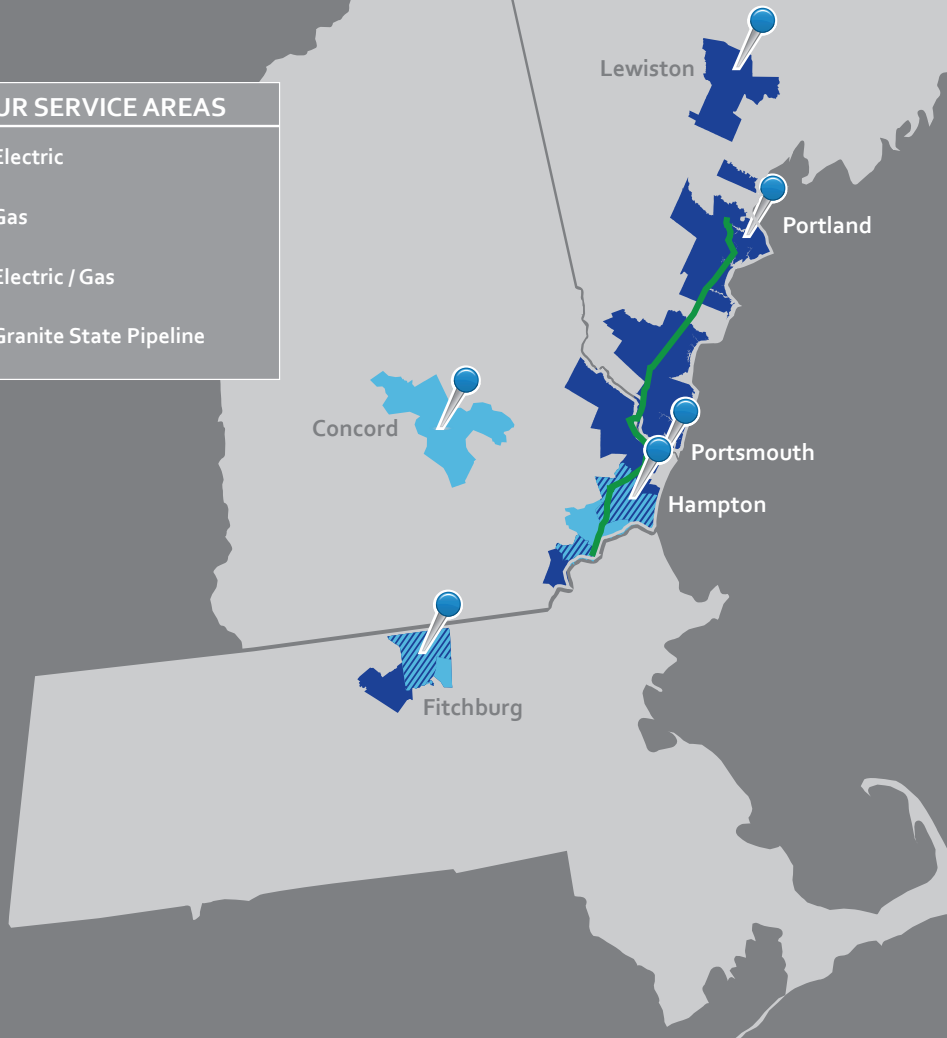 UR SERVICE AREAS
Electric
Gas
Electric / Gas
Granite State Pipeline
Lewiston
Portland
Concord
Portsmouth
Hampton
Fitchburg